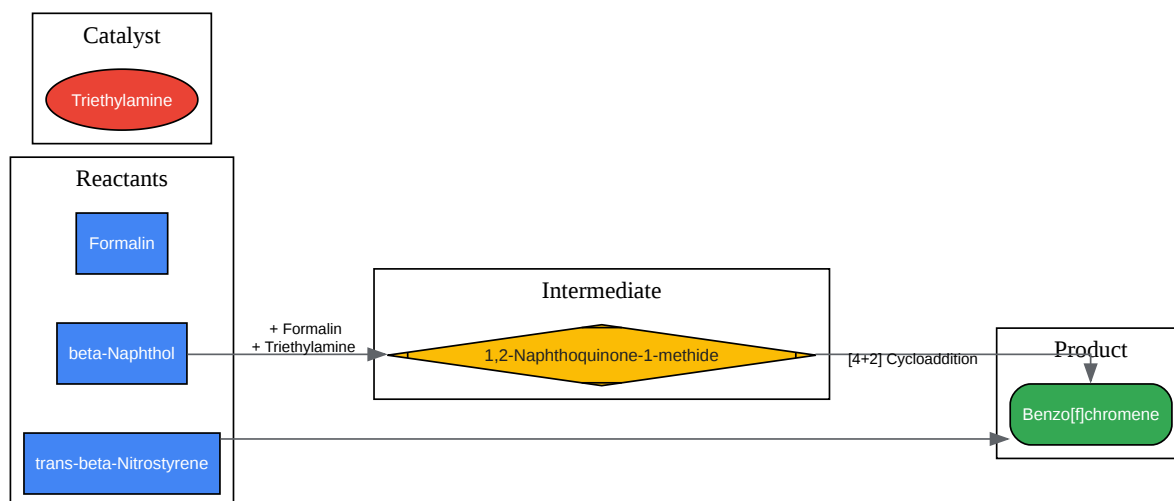 Catalyst
Triethylamine
Reactants
Formalin
beta-Naphthol
trans-beta-Nitrostyrene
+ Formalin
+ Triethylamine
Intermediate
1,2-Naphthoquinone-1-methide
[4+2] Cycloaddition
Product
Benzo[f]chromene